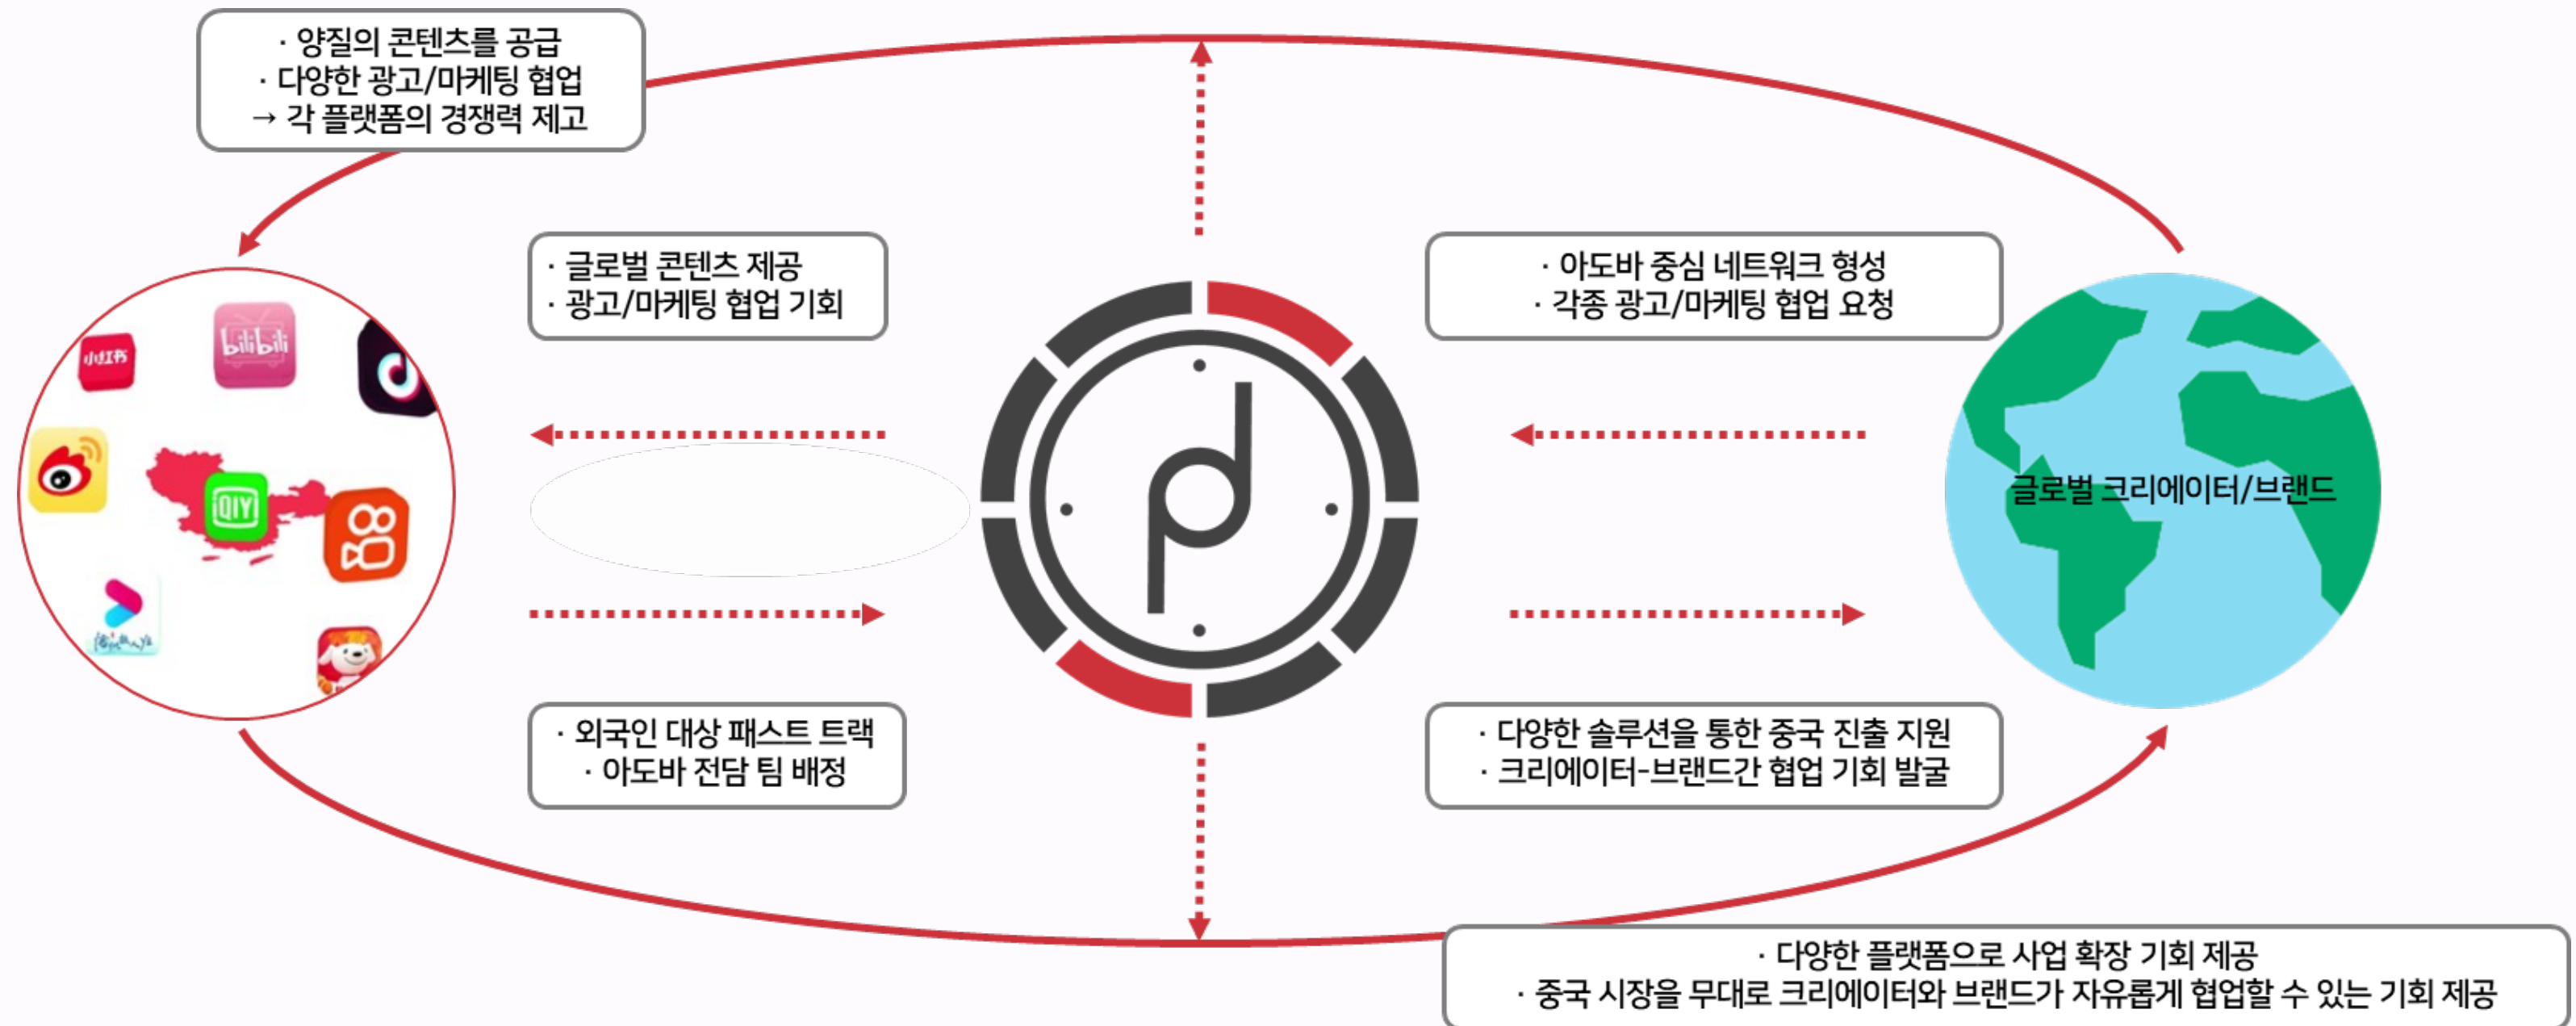 · 양질의 콘텐츠를 공급
· 다양한 광고/마케팅 협업
→ 각 플랫폼의 경쟁력 제고
· 글로벌 콘텐츠 제공
· 광고/마케팅 협업 기회
· 아도바 중심 네트워크 형성
· 각종 광고/마케팅 협업 요청
小红书
bilibili
QIY
글로벌 크리에이터/브랜드
· 외국인 대상 패스트 트랙
· 아도바 전담 팀 배정
· 다양한 솔루션을 통한 중국 진출 지원
· 크리에이터-브랜드간 협업 기회 발굴
· 다양한 플랫폼으로 사업 확장 기회 제공
· 중국 시장을 무대로 크리에이터와 브랜드가 자유롭게 협업할 수 있는 기회 제공